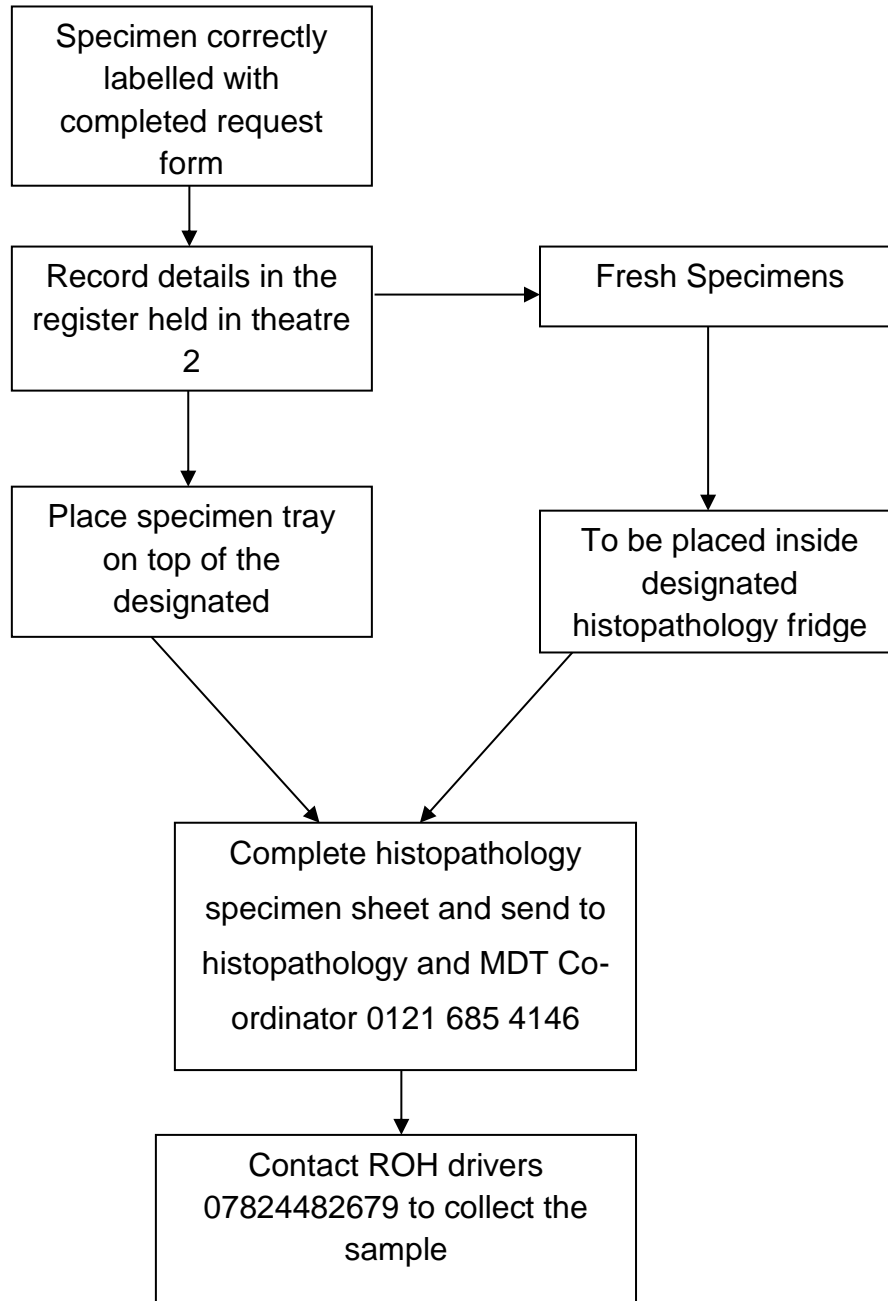 Specimen correctly
labelled with
completed request
form
Record details in the
register held in theatre
2
Fresh Specimens
Place specimen tray
on top of the
designated
To be placed inside
designated
histopathology fridge
Complete histopathology
specimen sheet and send to
histopathology and MDT Co-
ordinator 0121 685 4146
Contact ROH drivers
07824482679 to collect the
sample